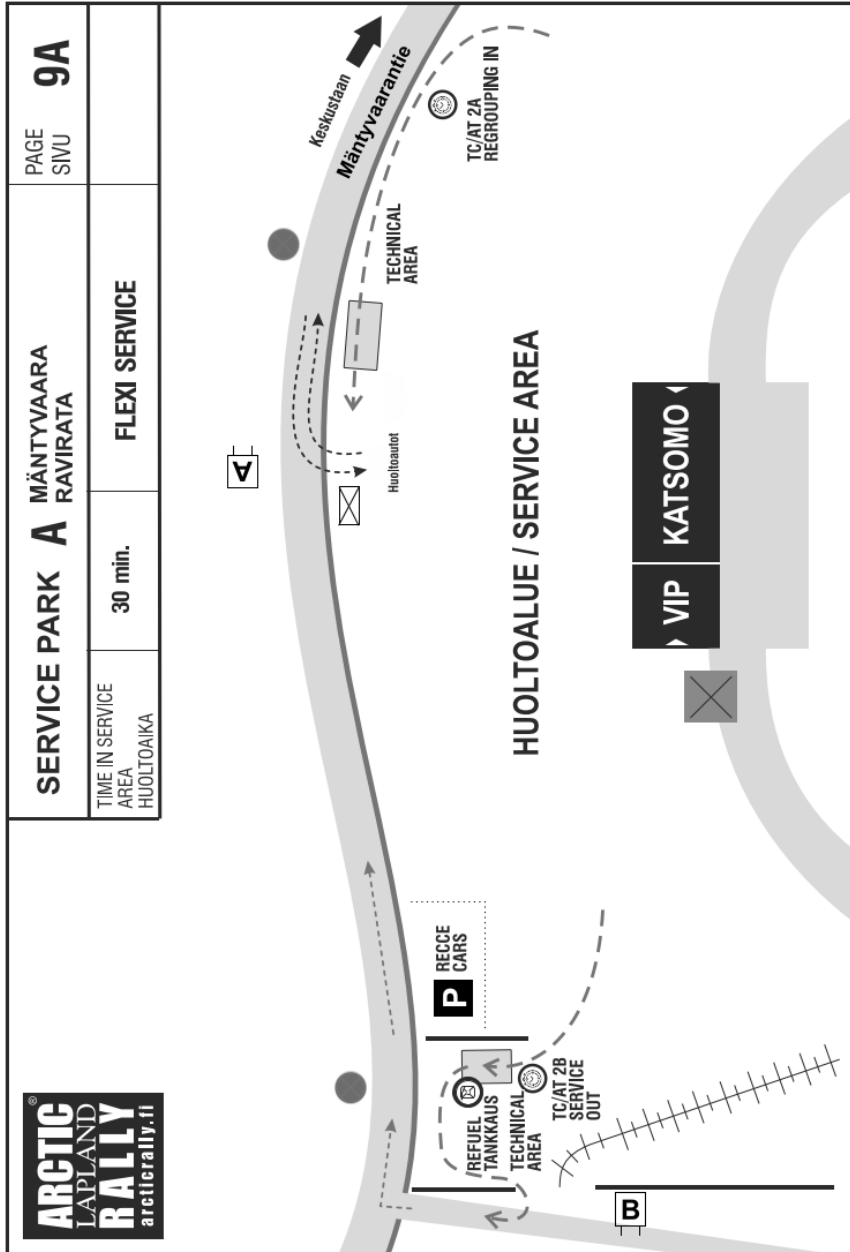 ARCTIC®
LAPLAND
RALLY
arcticrally.fi
SERVICE PARK A MÄNTYVAARA
RAVIRATA
PAGE
SIVU
9A
TIME IN SERVICE
AREA
HUOLTOAIKA
30 min.
FLEXI SERVICE
A
Keskustaan
Mäntyvaarantie
TC/AT 2A
REGROUPING IN
TECHNICAL
AREA
Huoltoautot
HUOLTOALUE / SERVICE AREA
VIP
KATSOMO
P
RECCE
CARS
REFUEL
TANKKAUS
TECHNICAL
AREA
TC/AT 2B
SERVICE
OUT
B